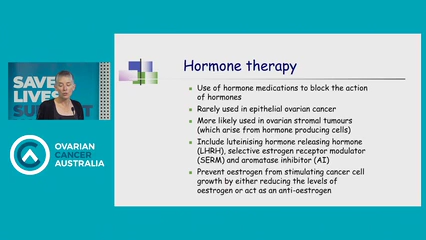 Hormone therapy
Use of hormone medications to block the action
of hormones
Rarely used in epithelial ovarian cancer
More likely used in ovarian stromal tumours
(which arise from hormone producing cells)
Include luteinising hormone releasing hormone
(LHRH), selective estrogen receptor modulator
(SERM) and aromatase inhibitor (AI)
Prevent oestrogen from stimulating cancer cell
growth by either reducing the levels of
oestrogen or act as an anti-oestrogen
SAVE
LIVES
OVARIAN
CANCER
AUSTRALIA